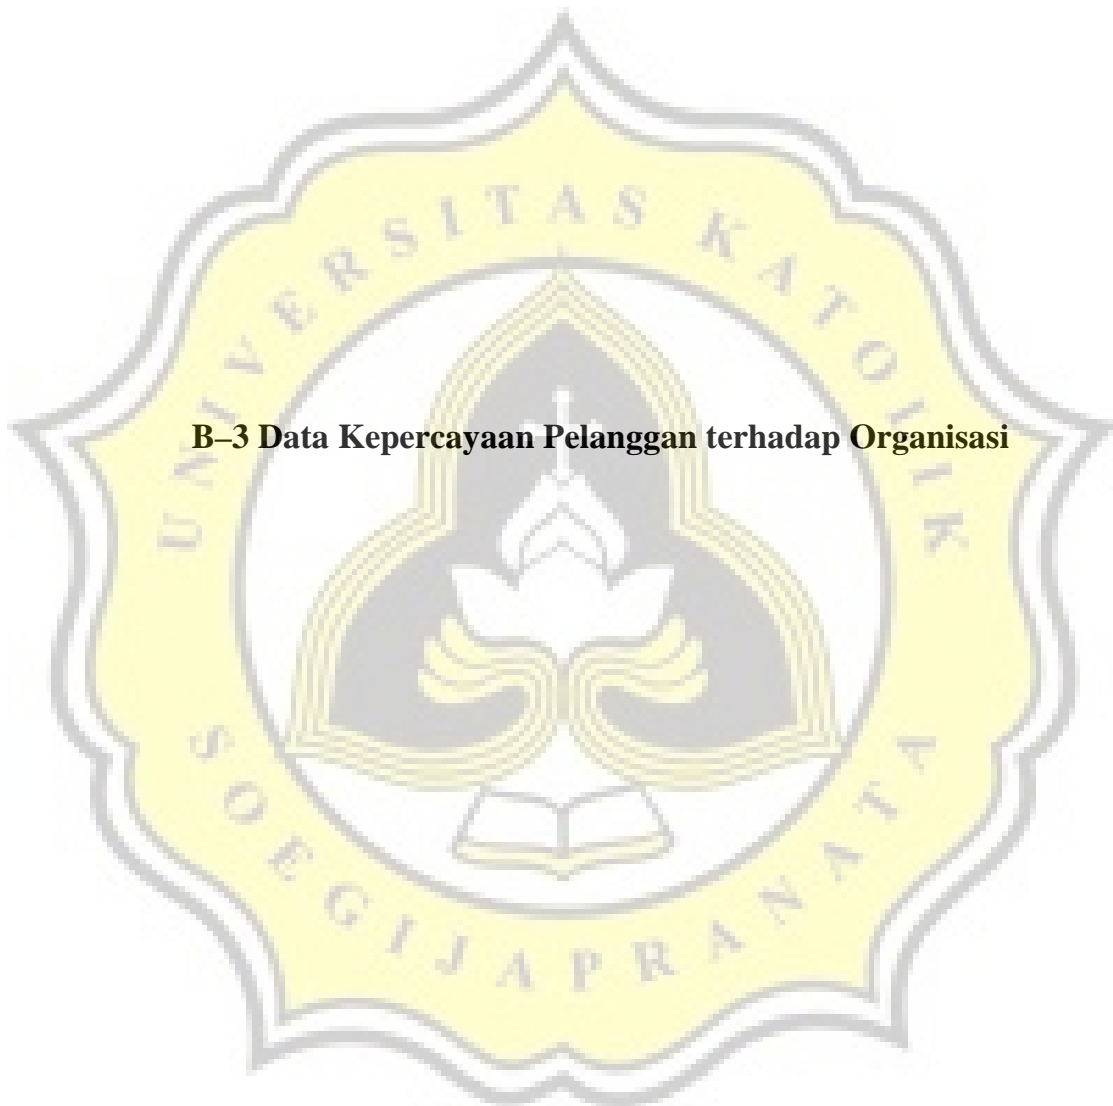 UNIVERSITAS KATOLIK
B–3 Data Kepercayaan Pelanggan terhadap Organisasi
SOEGIJAPRANATA